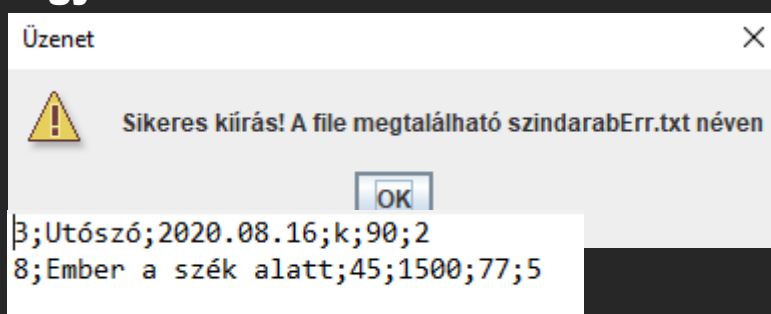 Üzenet
Sikeres kiírás! A file megtalálható szindarabErr.txt néven
OK
3;Utószó;2020.08.16;k;90;2
8;Ember a szék alatt;45;1500;77;5